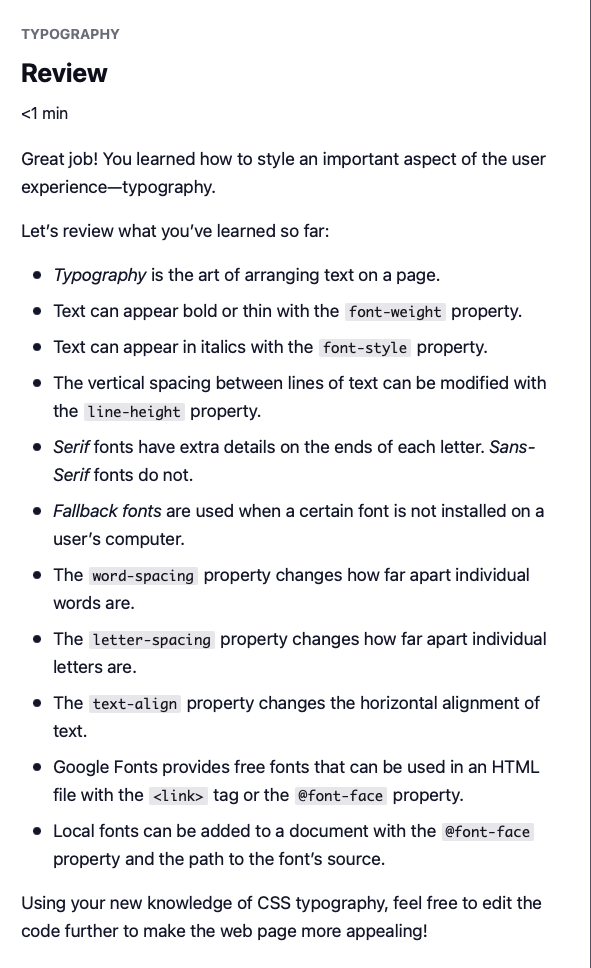 TYPOGRAPHY
Review
<1 min
Great job! You learned how to style an important aspect of the user
experience—typography.
Let’s review what you’ve learned so far:
• Typography is the art of arranging text on a page.
• Text can appear bold or thin with the font-weight property.
• Text can appear in italics with the font-style property.
• The vertical spacing between lines of text can be modified with
the line-height property.
• Serif fonts have extra details on the ends of each letter. Sans-
Serif fonts do not.
• Fallback fonts are used when a certain font is not installed on a
user’s computer.
• The word-spacing property changes how far apart individual
words are.
• The letter-spacing property changes how far apart individual
letters are.
• The text-align property changes the horizontal alignment of
text.
• Google Fonts provides free fonts that can be used in an HTML
file with the <link> tag or the @font-face property.
• Local fonts can be added to a document with the @font-face
property and the path to the font’s source.
Using your new knowledge of CSS typography, feel free to edit the
code further to make the web page more appealing!